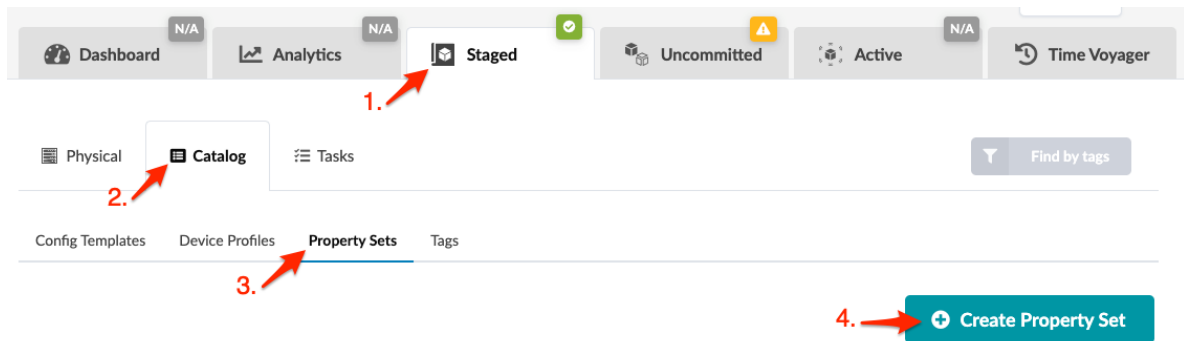 N/A N/A N/A
Dashboard Analytics Staged Uncommitted Active Time Voyager
1.
Physical Catalog Tasks Find by tags
2.
Config Templates Device Profiles Property Sets Tags
3.
4. Create Property Set